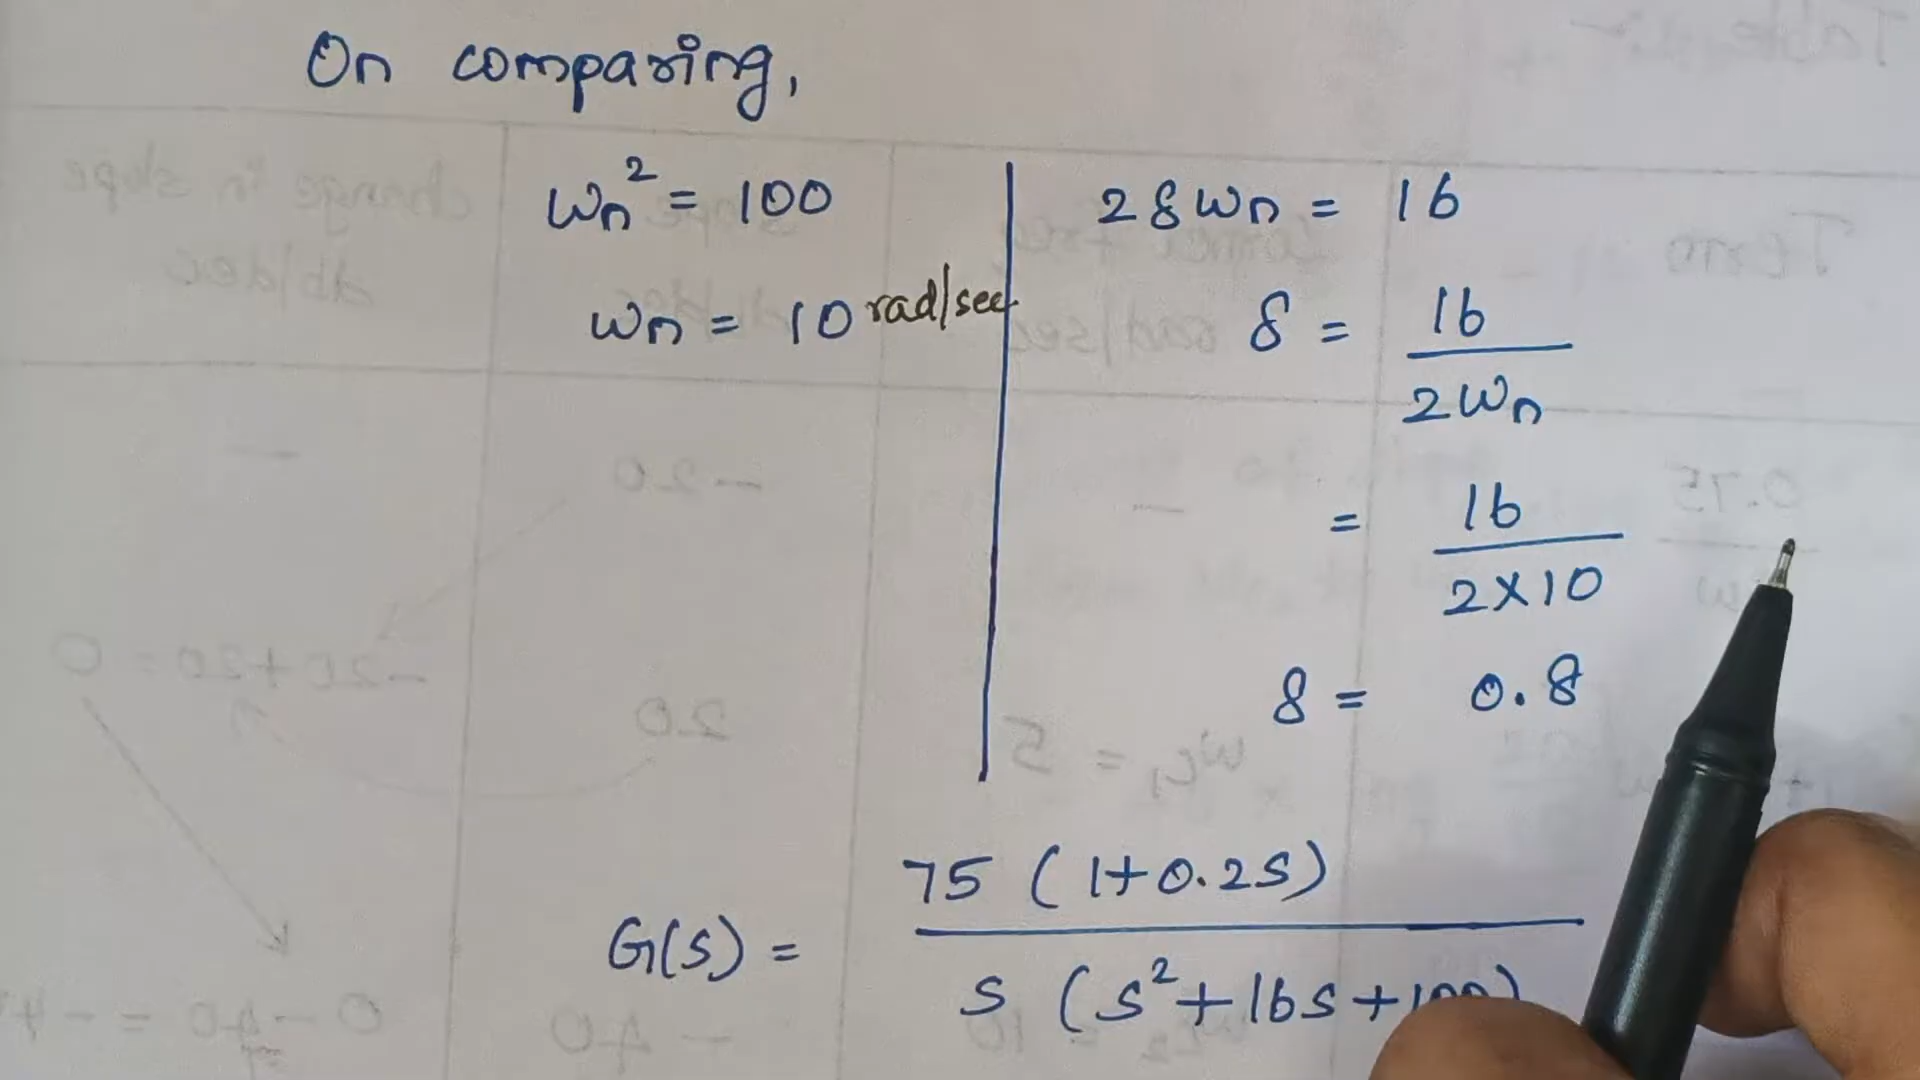 On comparing,
ωn² = 100
ωn = 10 rad/sec
2δωn = 16
δ = 16 / 2ωn
= 16 / 2×10
δ = 0.8
G(s) = 75 (1+0.2s) / s (s²+16s+100)